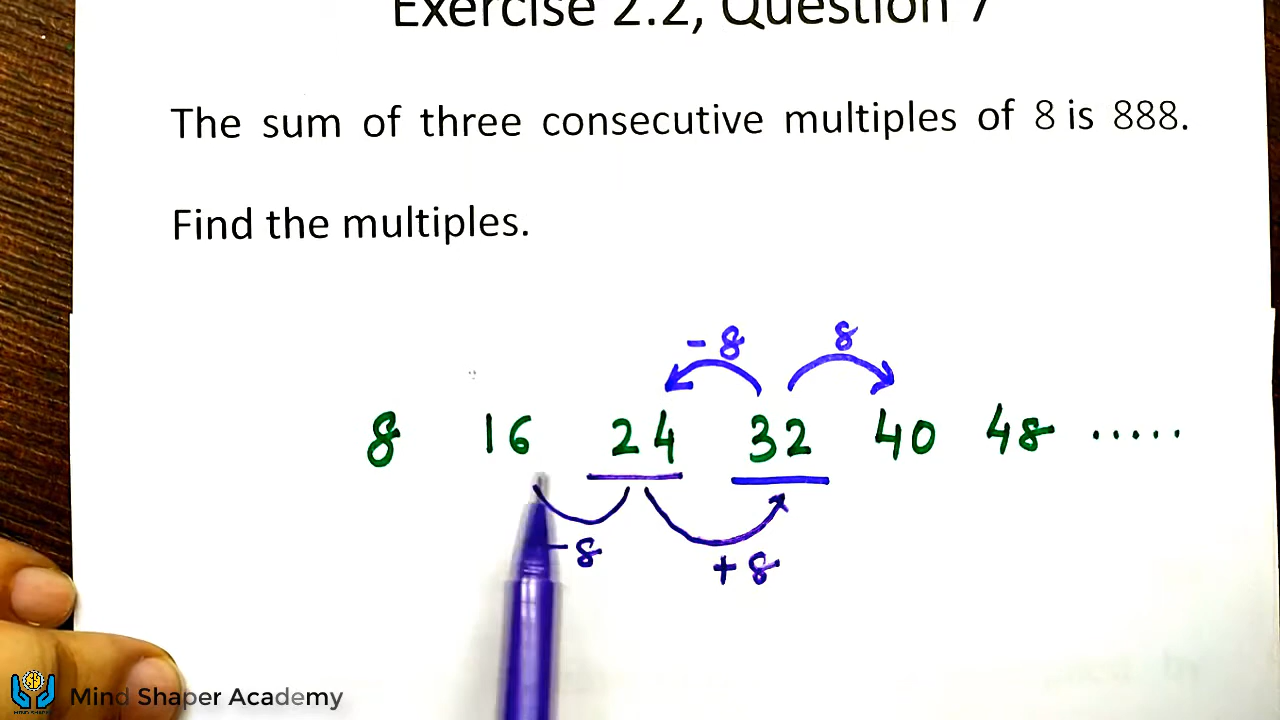 Exercise 2.2, Question 7
The sum of three consecutive multiples of 8 is 888.
Find the multiples.
- 8 8
8 16 24 32 40 48 .....
- 8 + 8
Mind Shaper Academy